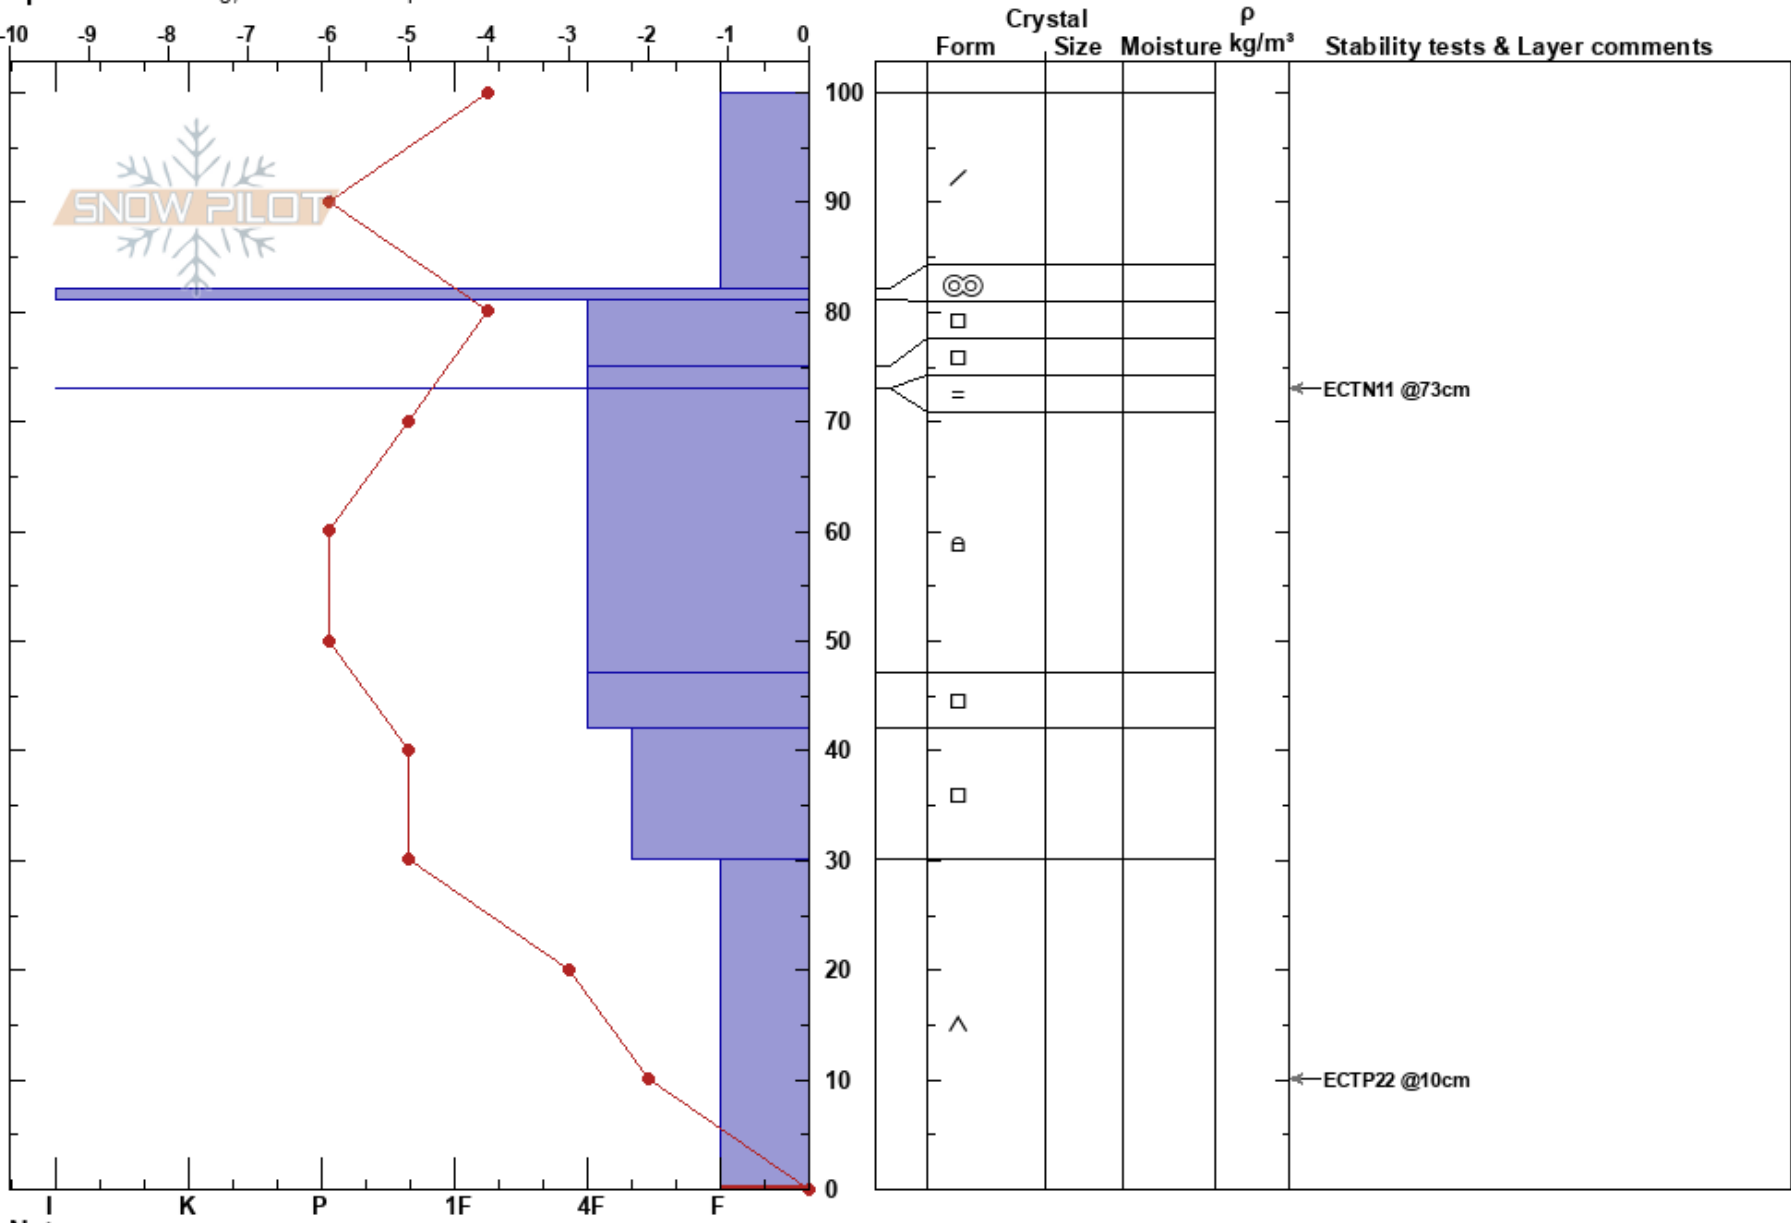 Crystal ρ
-10 -9 -8 -7 -6 -5 -4 -3 -2 -1 0
Form Size Moisture kg/m³ Stability tests & Layer comments
100
SNOW PILOT
90
80
ECTN11 @73cm
70
60
50
40
30
20
10
ECTP22 @10cm
0
I K P 1F 4F F